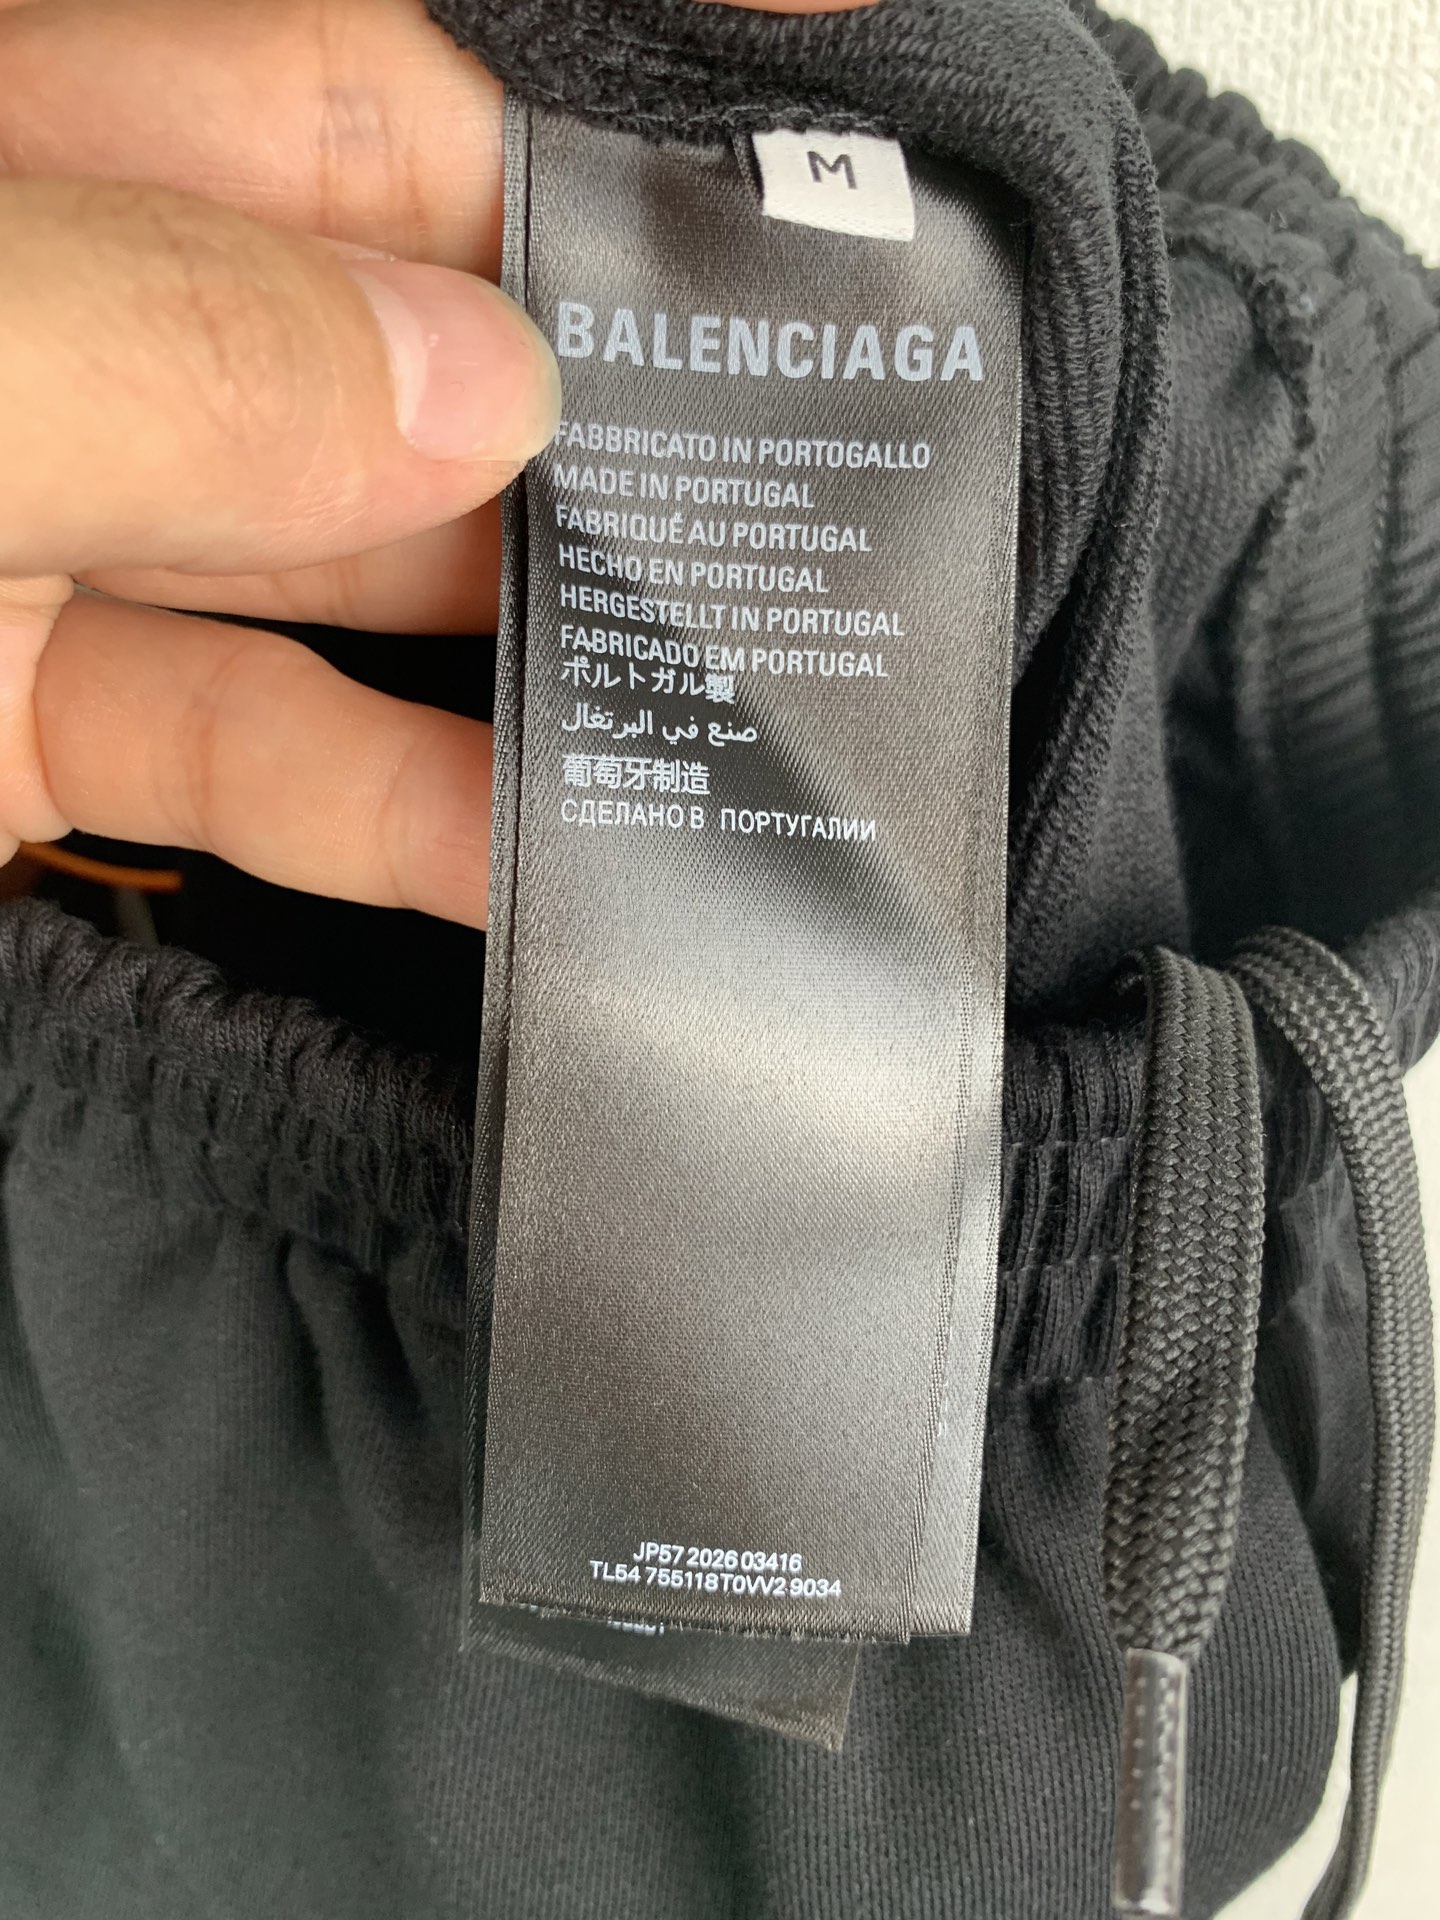 M
BALENCIAGA
FABBRICATO IN PORTOGALLO
MADE IN PORTUGAL
FABRIQUÉ AU PORTUGAL
HECHO EN PORTUGAL
HERGESTELLT IN PORTUGAL
FABRICADO EM PORTUGAL
ポルトガル製
صنع في البرتغال
葡萄牙制造
СДЕЛАНО В ПОРТУГАЛИИ
JP57 2026 03416
TL54 755118T0VV2 9034